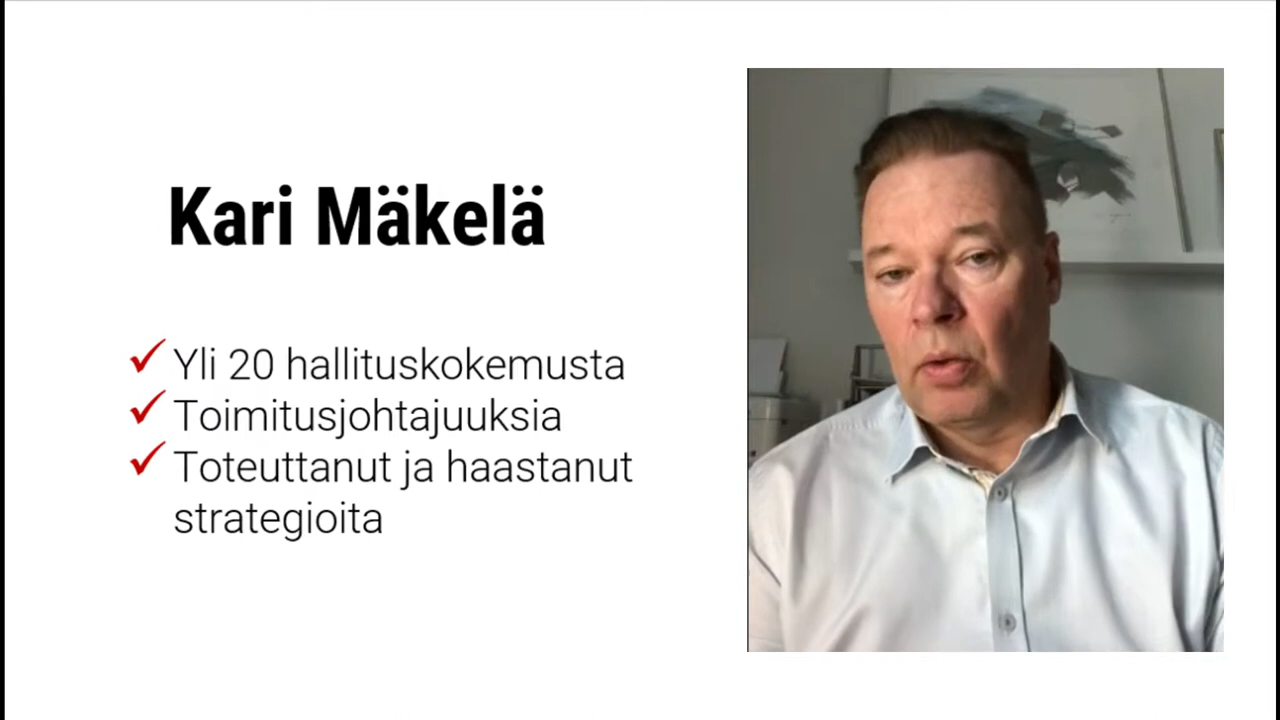 Kari Mäkelä
Yli 20 hallituskokemusta
Toimitusjohtajuuksia
Toteuttanut ja haastanut
strategioita